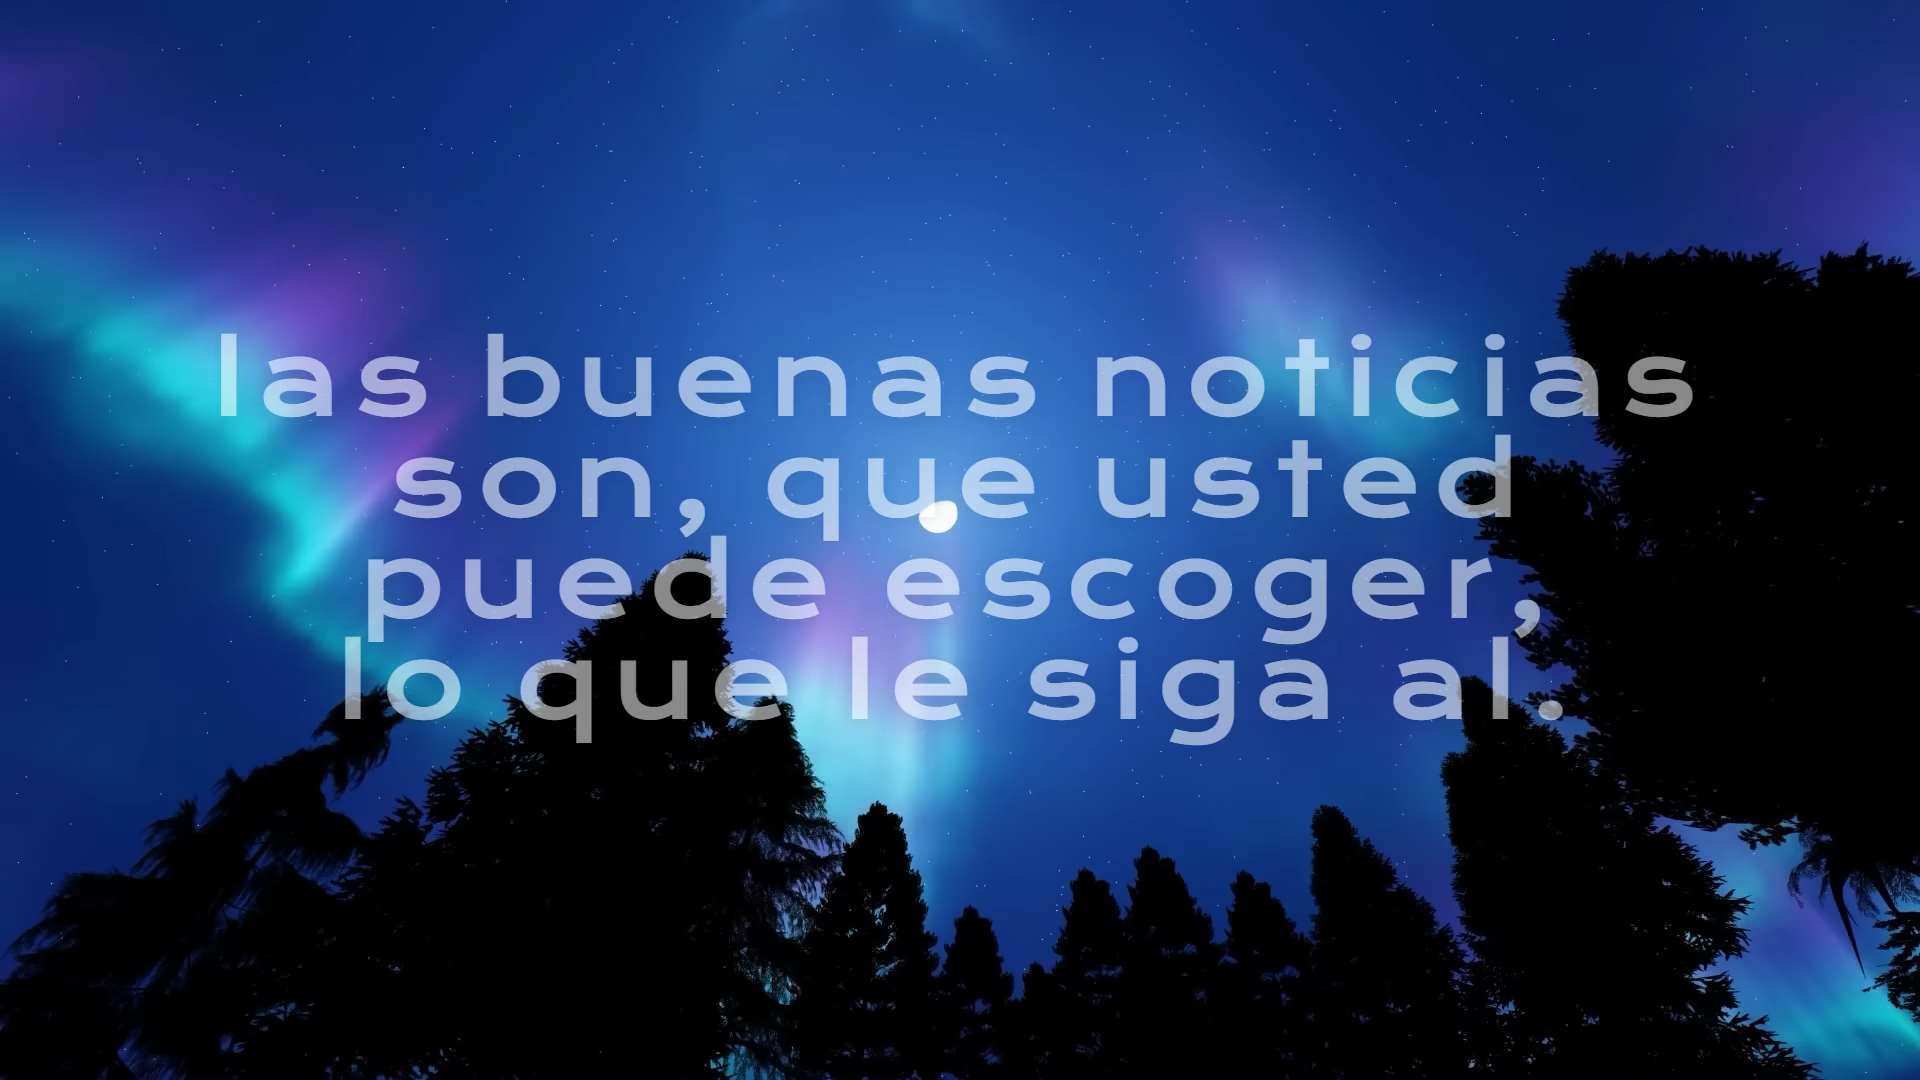 las buenas noticias
son, que usted
puede escoger,
lo que le siga al.